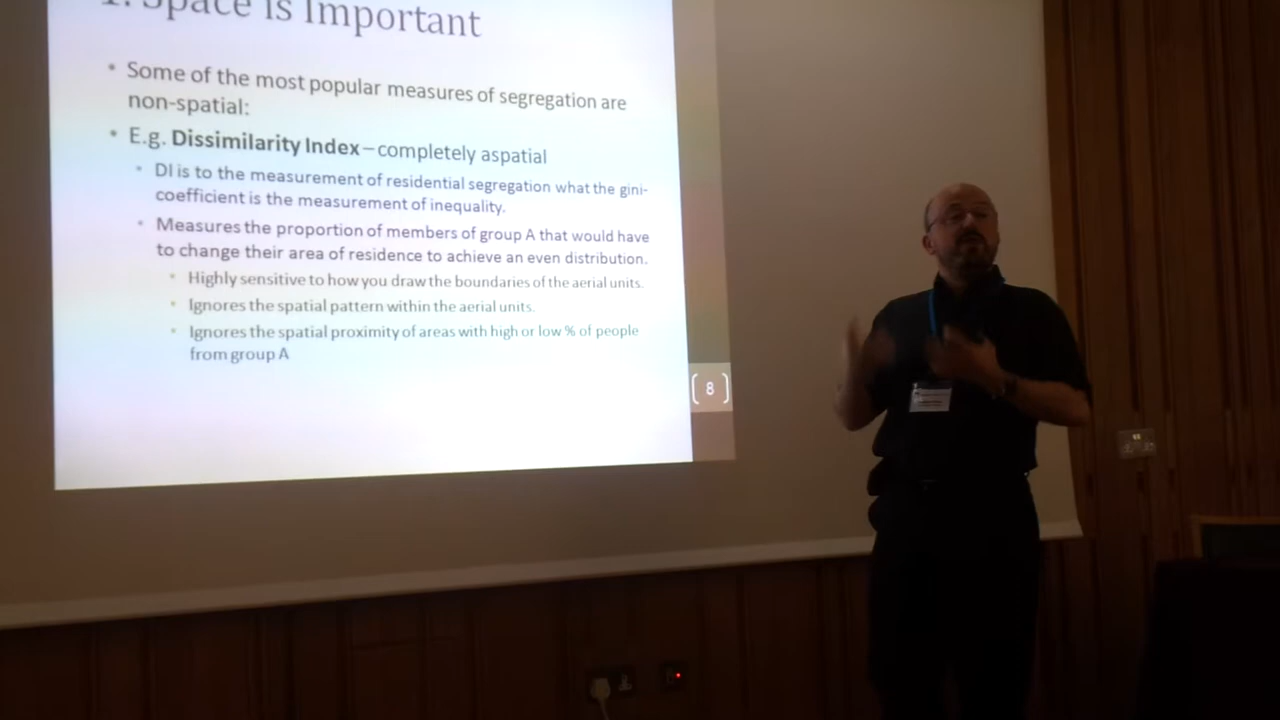 1. Space is Important
• Some of the most popular measures of segregation are
non-spatial:
• E.g. Dissimilarity Index – completely aspatial
• DI is to the measurement of residential segregation what the gini-
coefficient is the measurement of inequality.
• Measures the proportion of members of group A that would have
to change their area of residence to achieve an even distribution.
• Highly sensitive to how you draw the boundaries of the aerial units.
• Ignores the spatial pattern within the aerial units.
• Ignores the spatial proximity of areas with high or low % of people
from group A
[ 8 ]